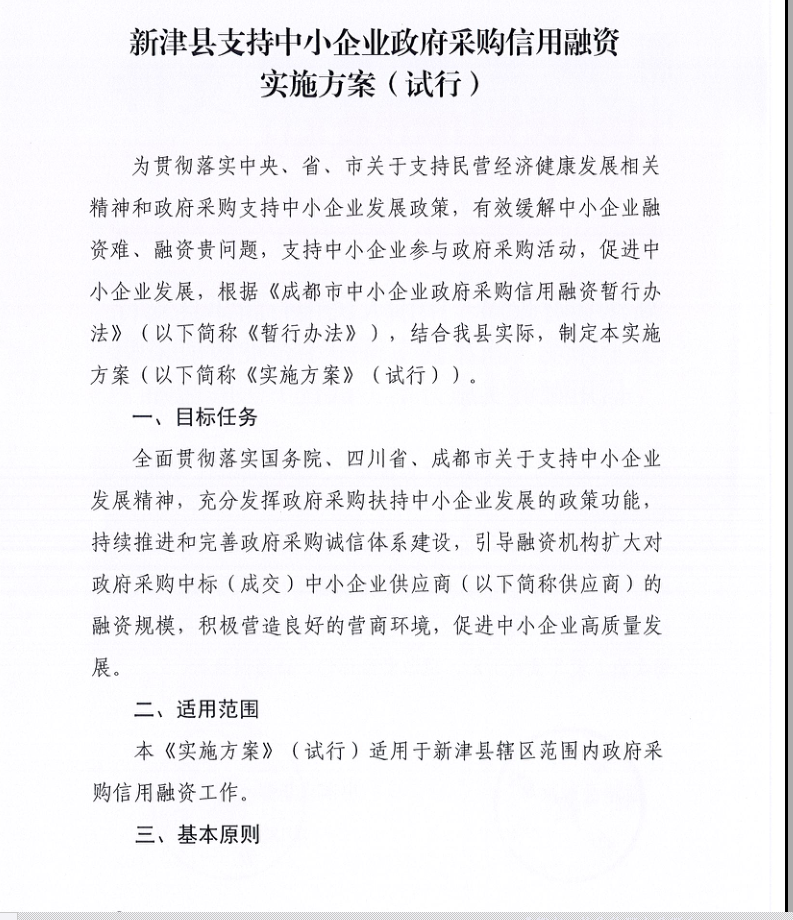 新津县支持中小企业政府采购信用融资
实施方案（试行）
为贯彻落实中央、省、市关于支持民营经济健康发展相关
精神和政府采购支持中小企业发展政策，有效缓解中小企业融
资难、融资贵问题，支持中小企业参与政府采购活动，促进中
小企业发展，根据《成都市中小企业政府采购信用融资暂行办
法》（以下简称《暂行办法》），结合我县实际，制定本实施
方案（以下简称《实施方案》（试行））。
一、目标任务
全面贯彻落实国务院、四川省、成都市关于支持中小企业
发展精神，充分发挥政府采购扶持中小企业发展的政策功能，
持续推进和完善政府采购诚信体系建设，引导融资机构扩大对
政府采购中标（成交）中小企业供应商（以下简称供应商）的
融资规模，积极营造良好的营商环境，促进中小企业高质量发
展。
二、适用范围
本《实施方案》（试行）适用于新津县辖区范围内政府采
购信用融资工作。
三、基本原则